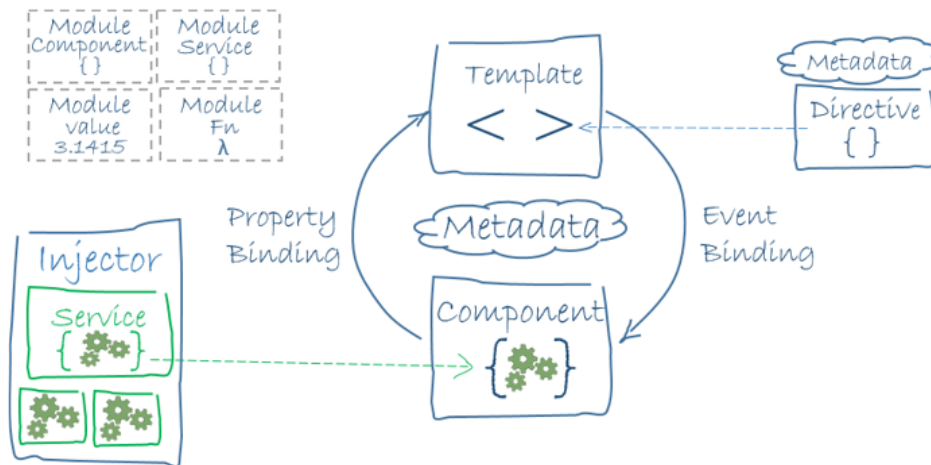 Module
Component
{ }
Module
Service
{ }
Module
value
3.1415
Module
Fn
λ
Template
< >
Metadata
Directive
{ }
Property
Binding
Metadata
Event
Binding
Injector
Service
{ }
Component
{ }